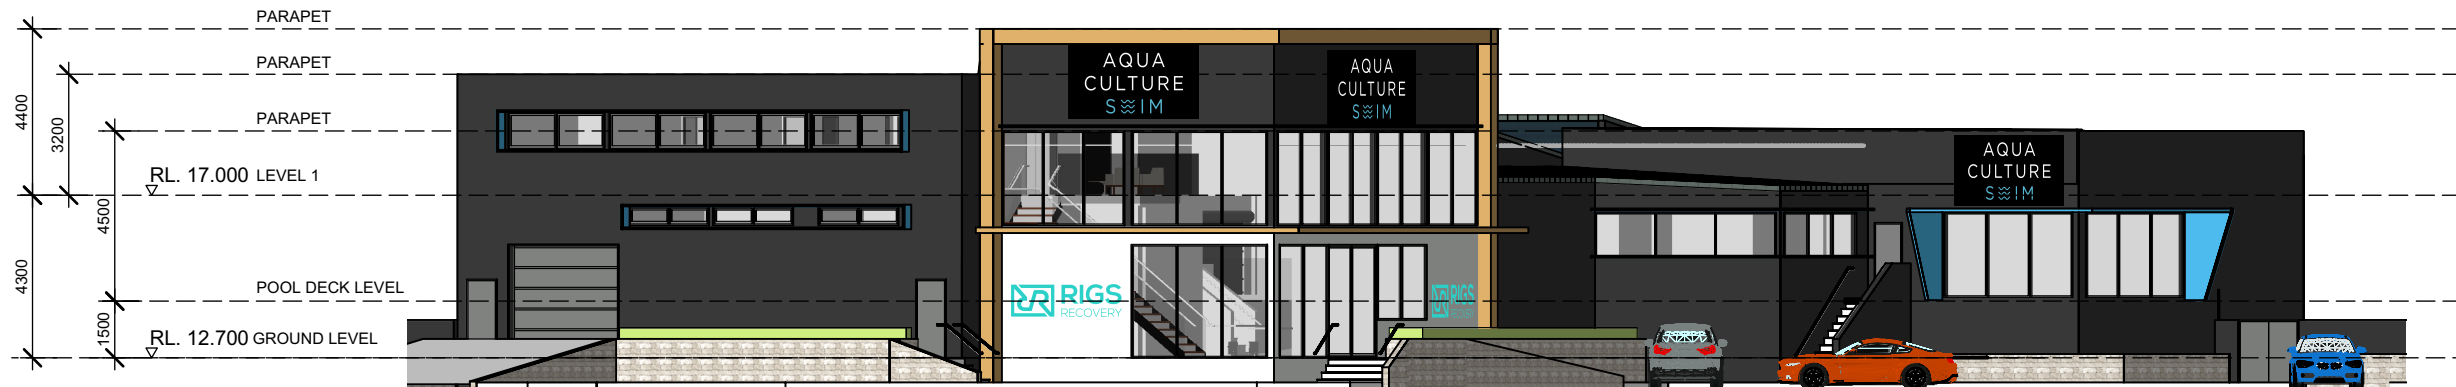 PARAPET
PARAPET
PARAPET
4400
3200
RL. 17.000 LEVEL 1
4500
4300
POOL DECK LEVEL
1500
RL. 12.700 GROUND LEVEL
AQUA
CULTURE
SWIM
AQUA
CULTURE
SWIM
AQUA
CULTURE
SWIM
RIGS
RECOVERY
RIGS
RECOVERY